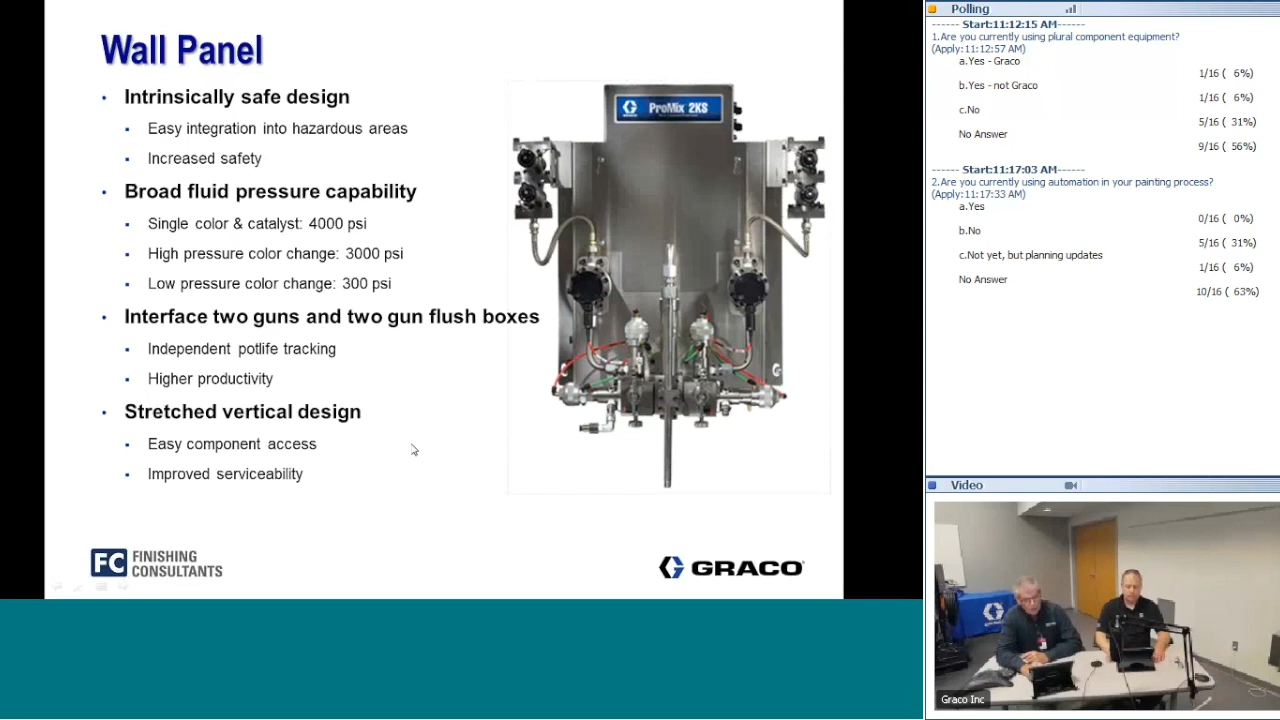 Wall Panel
• Intrinsically safe design
▪ Easy integration into hazardous areas
▪ Increased safety
• Broad fluid pressure capability
▪ Single color & catalyst: 4000 psi
▪ High pressure color change: 3000 psi
▪ Low pressure color change: 300 psi
• Interface two guns and two gun flush boxes
▪ Independent potlife tracking
▪ Higher productivity
• Stretched vertical design
▪ Easy component access
▪ Improved serviceability
ProMix 2KS
FC FINISHING
CONSULTANTS
GRACO
Polling
------ Start:11:12:15 AM------
1.Are you currently using plural component equipment?
(Apply:11:12:57 AM)
a.Yes - Graco
1/16 ( 6%)
b.Yes - not Graco
1/16 ( 6%)
c.No
5/16 ( 31%)
No Answer
9/16 ( 56%)
------ Start:11:17:03 AM------
2.Are you currently using automation in your painting process?
(Apply:11:17:33 AM)
a.Yes
0/16 ( 0%)
b.No
5/16 ( 31%)
c.Not yet, but planning updates
1/16 ( 6%)
No Answer
10/16 ( 63%)
Video
Graco Inc